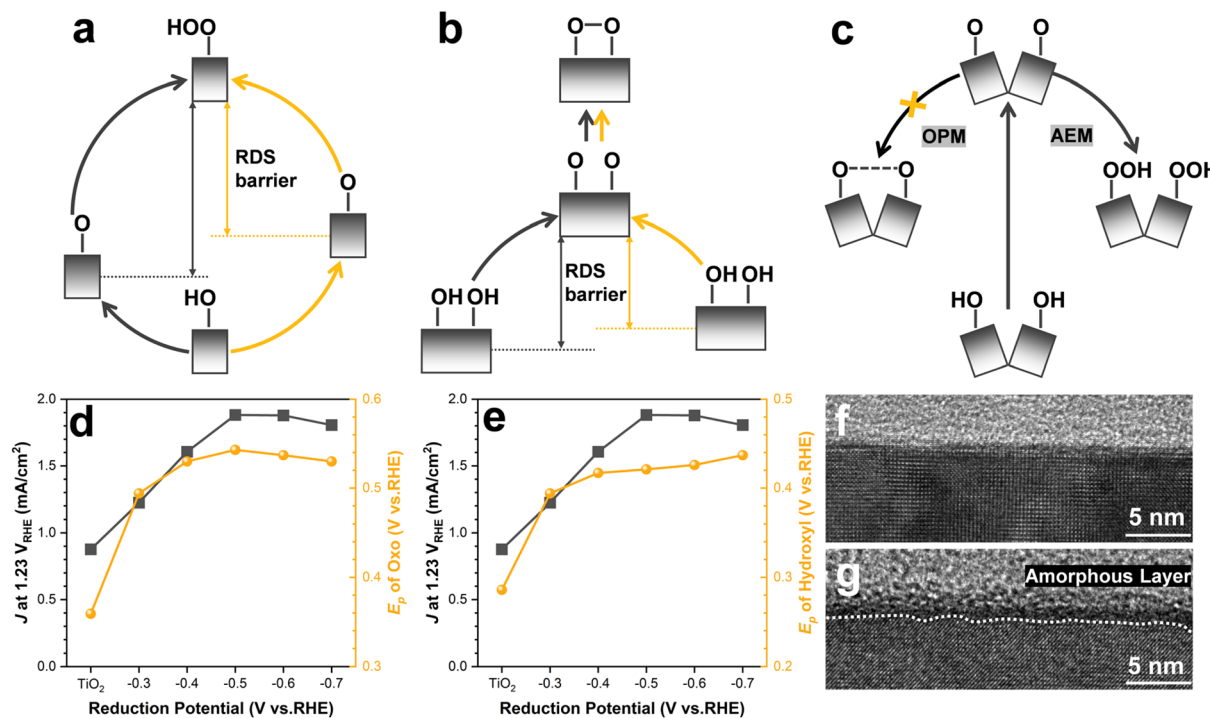 a
HOO
RDS
barrier
O
O
HO
b
O
O
O
O
RDS
barrier
OH
OH
OH
OH
c
O
O
OPM
AEM
O
O
OOH
OOH
HO
OH
d
J at 1.23 V_RHE (mA/cm²)
2.0
1.5
1.0
0.5
0.0
E_p of Oxo (V vs.RHE)
0.6
0.5
0.4
0.3
TiO₂
-0.3
-0.4
-0.5
-0.6
-0.7
Reduction Potential (V vs.RHE)
e
J at 1.23 V_RHE (mA/cm²)
2.0
1.5
1.0
0.5
0.0
E_p of Hydroxyl (V vs.RHE)
0.5
0.4
0.3
0.2
TiO₂
-0.3
-0.4
-0.5
-0.6
-0.7
Reduction Potential (V vs.RHE)
f
5 nm
g
Amorphous Layer
5 nm